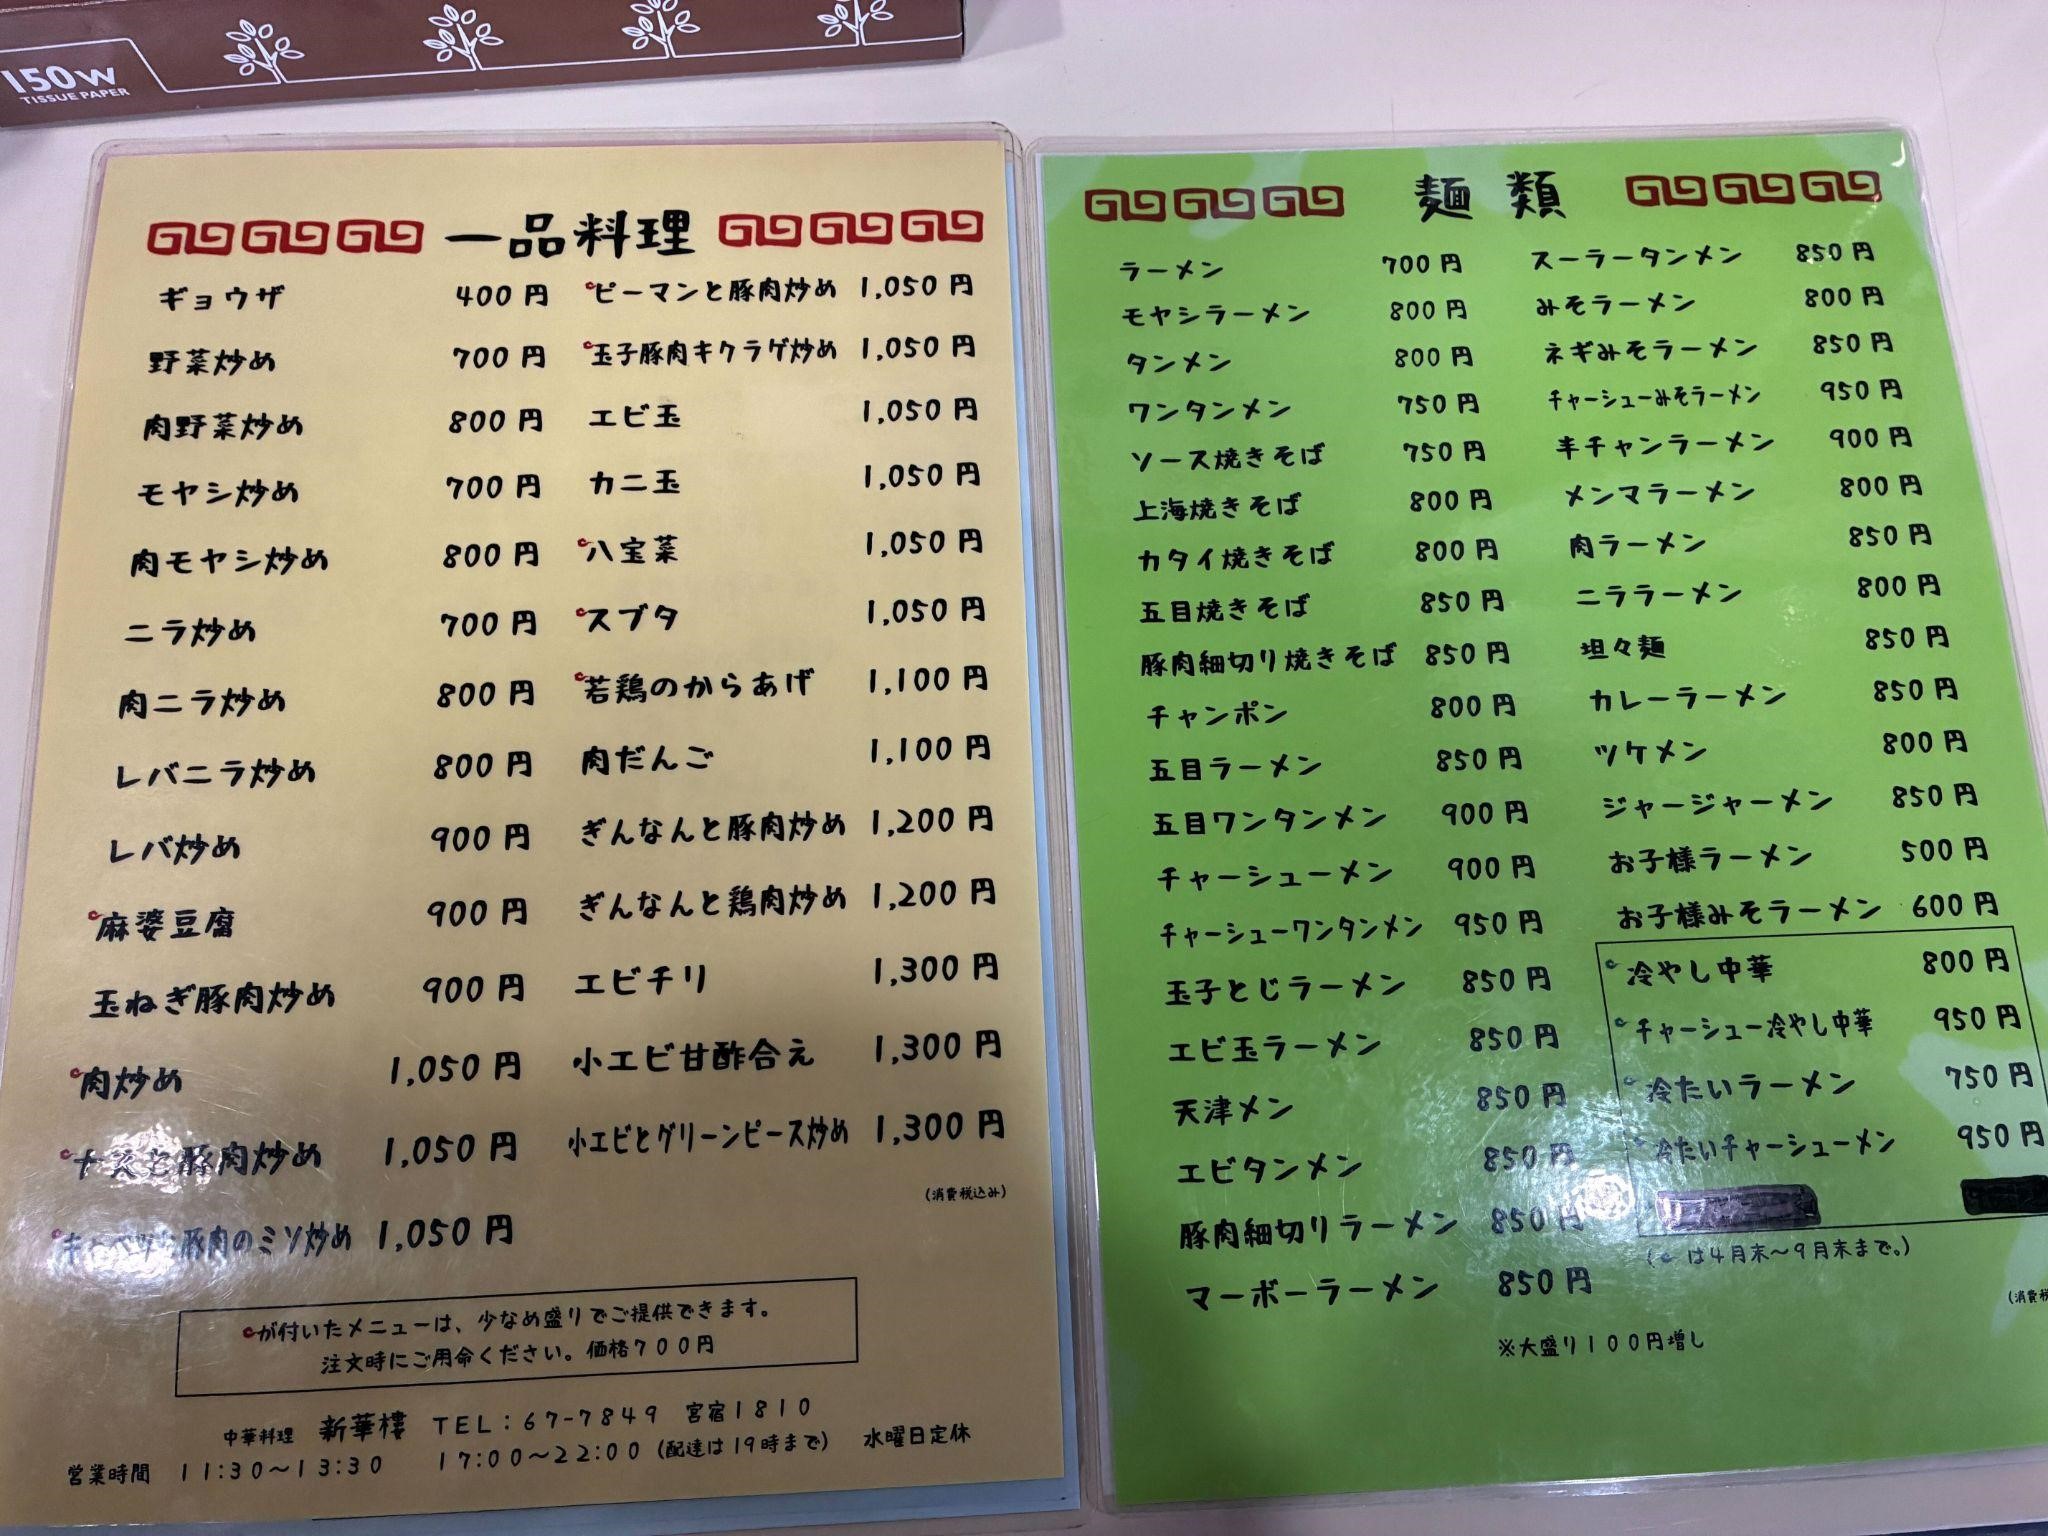 150W
TISSUE PAPER
一品料理
ギョウザ 400円
野菜炒め 700円
肉野菜炒め 800円
モヤシ炒め 700円
肉モヤシ炒め 800円
ニラ炒め 700円
肉ニラ炒め 800円
レバニラ炒め 800円
レバ炒め 900円
麻婆豆腐 900円
玉ねぎ豚肉炒め 900円
肉炒め 1,050円
ナスと豚肉炒め 1,050円
キャベツと豚肉のミソ炒め 1,050円
ピーマンと豚肉炒め 1,050円
玉子豚肉キクラゲ炒め 1,050円
エビ玉 1,050円
カニ玉 1,050円
八宝菜 1,050円
スブタ 1,050円
若鶏のからあげ 1,100円
肉だんご 1,100円
ぎんなんと豚肉炒め 1,200円
ぎんなんと鶏肉炒め 1,200円
エビチリ 1,300円
小エビ甘酢合え 1,300円
小エビとグリーンピース炒め 1,300円
(消費税込み)
が付いたメニューは、少なめ盛りでご提供できます。
注文時にご用命ください。価格700円
中華料理 新華樓 TEL:67-7849 宮宿1810
営業時間 11:30〜13:30 17:00〜22:00(配達は19時まで) 水曜日定休
麺類
ラーメン 700円
モヤシラーメン 800円
タンメン 800円
ワンタンメン 750円
ソース焼きそば 750円
上海焼きそば 800円
カタイ焼きそば 800円
五目焼きそば 850円
豚肉細切り焼きそば 850円
チャンポン 800円
五目ラーメン 850円
五目ワンタンメン 900円
チャーシューメン 900円
チャーシューワンタンメン 950円
玉子とじラーメン 850円
エビ玉ラーメン 850円
天津メン 850円
エビタンメン 850円
豚肉細切りラーメン 850円
マーボーラーメン 850円
スーラータンメン 850円
みそラーメン 800円
ネギみそラーメン 850円
チャーシューみそラーメン 950円
半チャンラーメン 900円
メンマラーメン 800円
肉ラーメン 850円
ニララーメン 800円
坦々麺 850円
カレーラーメン 850円
ツケメン 800円
ジャージャーメン 850円
お子様ラーメン 500円
お子様みそラーメン 600円
冷やし中華 800円
チャーシュー冷やし中華 950円
冷たいラーメン 750円
冷たいチャーシューメン 950円
( は4月末〜9月末まで。)
(消費税
※大盛り100円増し